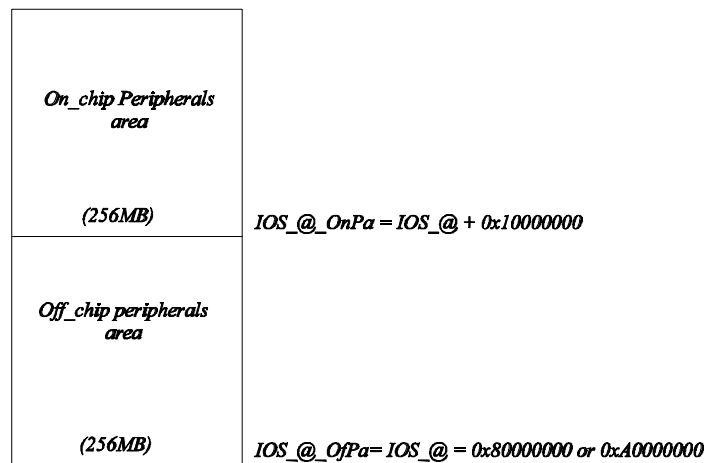 On_chip Peripherals
area
(256MB)
IOS_@_OnPa = IOS_@ + 0x10000000
Off_chip peripherals
area
(256MB)
IOS_@_OfPa= IOS_@ = 0x80000000 or 0xA0000000